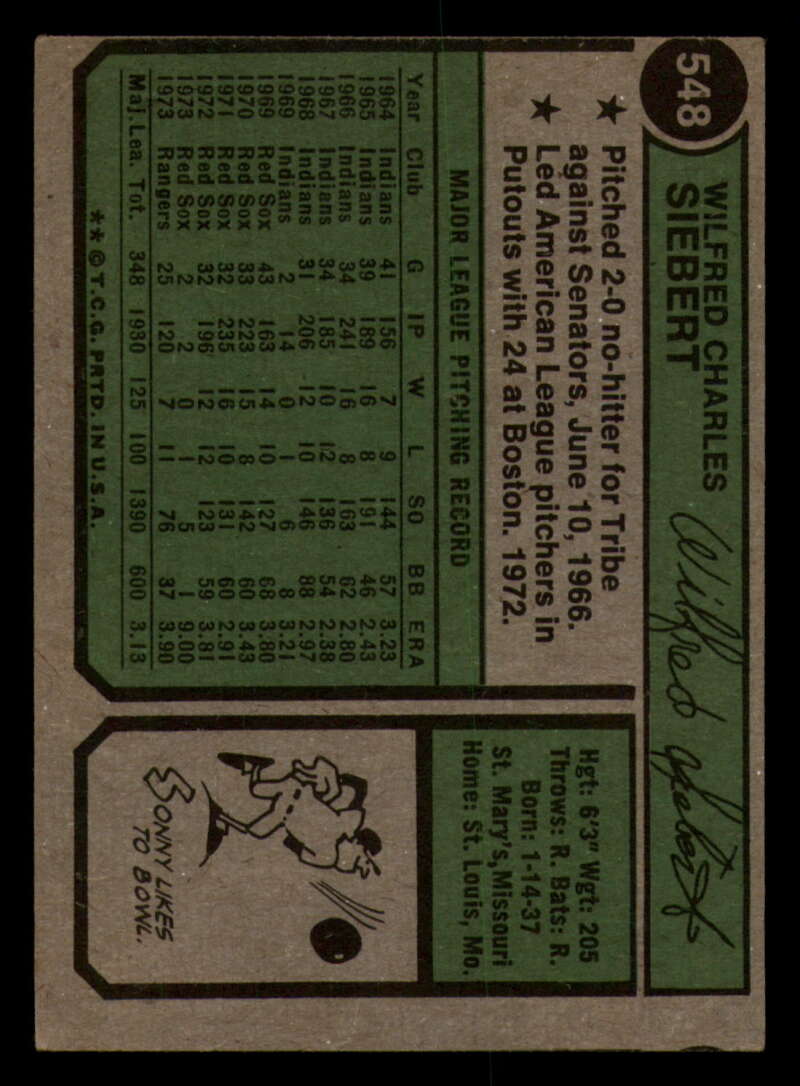 548
WILFRED CHARLES
SIEBERT
Wilfred Siebert
★ Pitched 2-0 no-hitter for Tribe
against Senators, June 10, 1966.
★ Led American League pitchers in
Putouts with 24 at Boston. 1972.
MAJOR LEAGUE PITCHING RECORD
Year Club G IP W L SO BB ERA
1964 Indians 41 156 7 9 144 57 3.23
1965 Indians 39 189 16 8 191 46 2.43
1966 Indians 34 241 16 8 163 62 2.80
1967 Indians 34 185 10 12 136 54 2.38
1968 Indians 31 206 12 10 146 88 2.97
1969 Indians 2 14 0 1 6 8 3.21
1969 Red Sox 43 163 14 10 127 68 3.80
1970 Red Sox 33 223 15 8 142 60 3.43
1971 Red Sox 32 235 16 10 131 60 2.91
1972 Red Sox 32 196 12 12 123 59 3.81
1973 Red Sox 2 2 0 1 5 1 9.00
1973 Rangers 25 120 7 11 76 37 3.90
Maj. Lea. Tot. 348 1930 125 100 1390 600 3.13
** © T.C.G. PRTD. IN U.S.A.
Hgt: 6'3" Wgt: 205
Throws: R. Bats: R.
Born: 1-14-37
St. Mary's, Missouri
Home: St. Louis, Mo.
SONNY LIKES
TO BOWL.